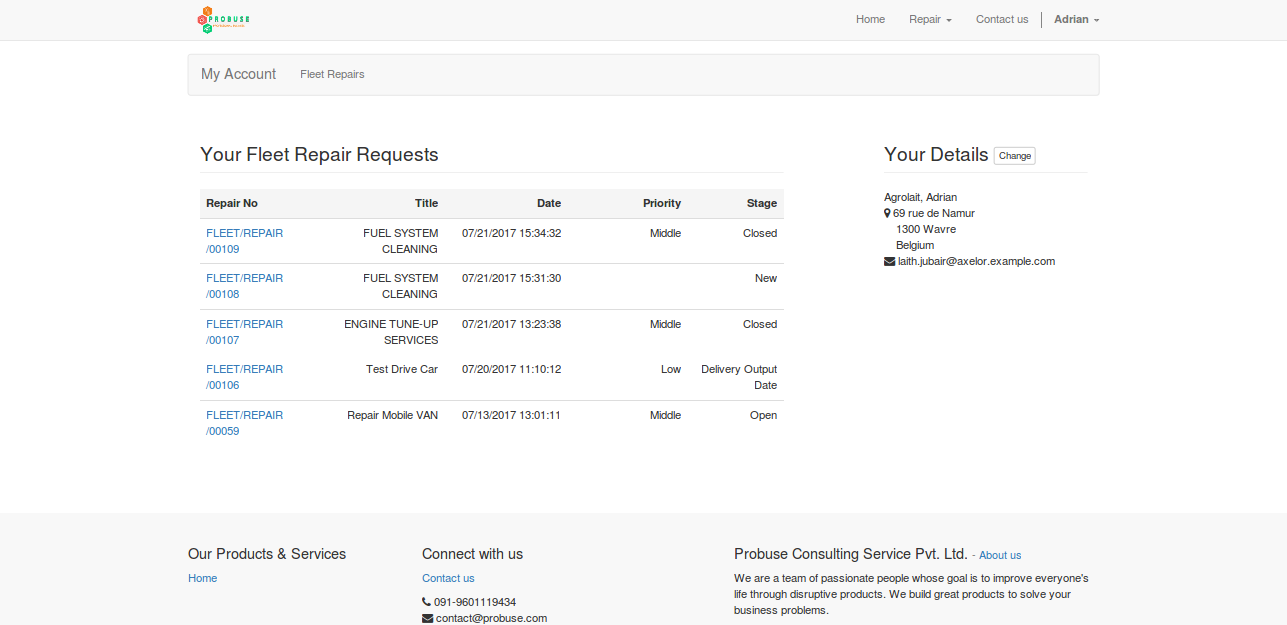 PROBUSE
Home Repair Contact us Adrian
My Account Fleet Repairs
Your Fleet Repair Requests
Repair No Title Date Priority Stage
FLEET/REPAIR FUEL SYSTEM 07/21/2017 15:34:32 Middle Closed
/00109 CLEANING
FLEET/REPAIR FUEL SYSTEM 07/21/2017 15:31:30 New
/00108 CLEANING
FLEET/REPAIR ENGINE TUNE-UP 07/21/2017 13:23:38 Middle Closed
/00107 SERVICES
FLEET/REPAIR Test Drive Car 07/20/2017 11:10:12 Low Delivery Output
/00106 Date
FLEET/REPAIR Repair Mobile VAN 07/13/2017 13:01:11 Middle Open
/00059
Your Details Change
Agrolait, Adrian
69 rue de Namur
1300 Wavre
Belgium
laith.jubair@axelor.example.com
Our Products & Services
Home
Connect with us
Contact us
091-9601119434
contact@probuse.com
Probuse Consulting Service Pvt. Ltd. - About us
We are a team of passionate people whose goal is to improve everyone's
life through disruptive products. We build great products to solve your
business problems.